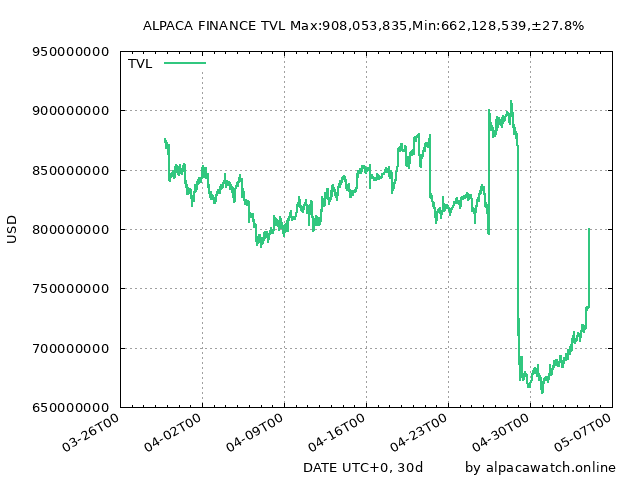 ALPACA FINANCE TVL Max:908,053,835,Min:662,128,539,±27.8%
TVL
950000000
900000000
850000000
800000000
750000000
700000000
650000000
USD
03-26T00
04-02T00
04-09T00
04-16T00
04-23T00
04-30T00
05-07T00
DATE UTC+0, 30d
by alpacawatch.online